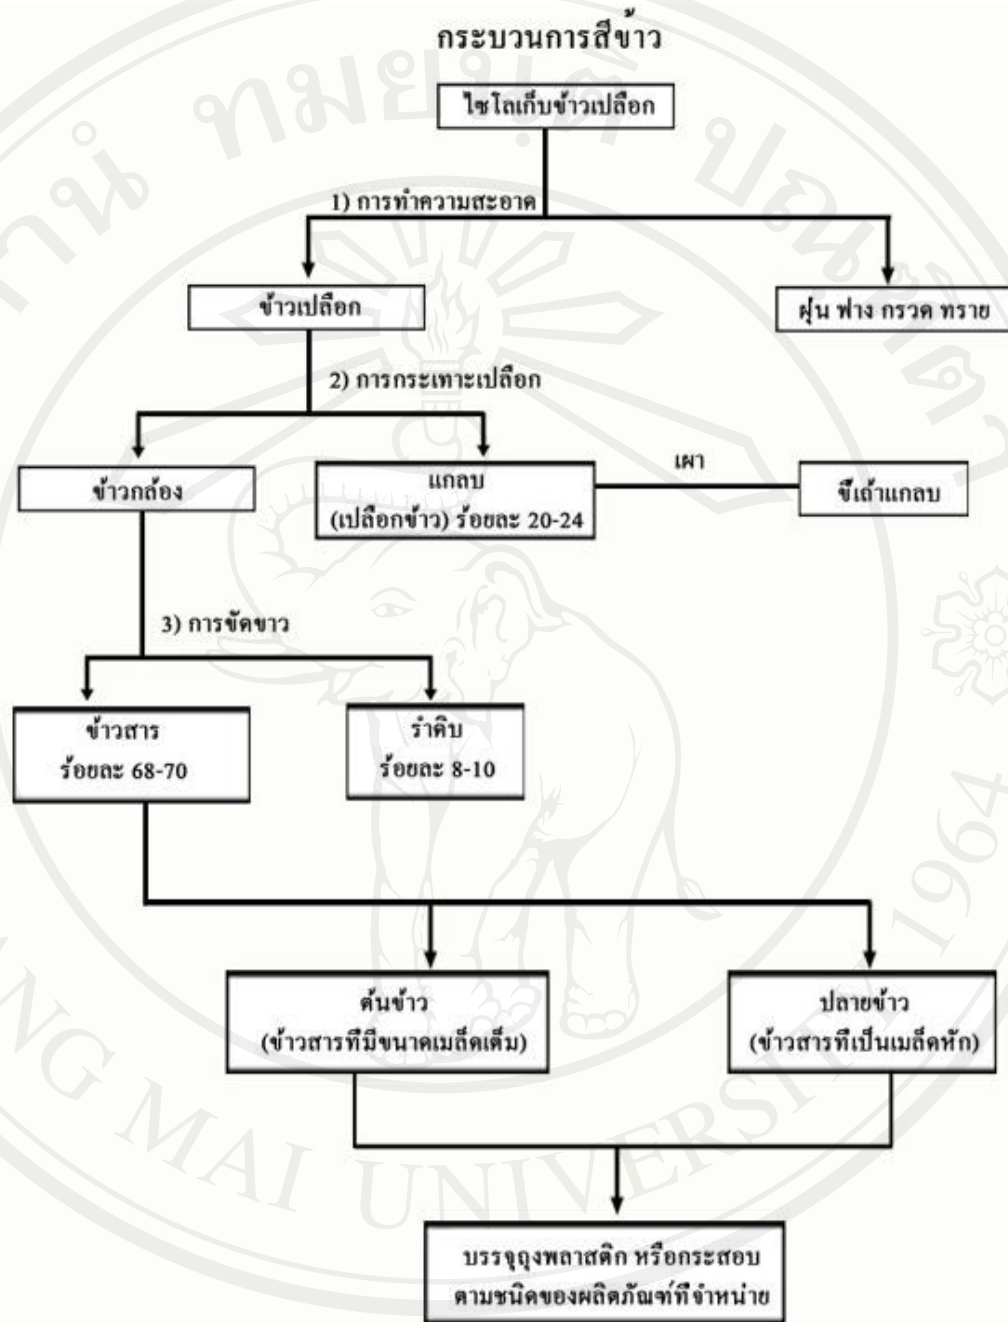 กระบวนการสีข้าว
ไซโลเก็บข้าวเปลือก
1) การทำความสะอาด
ข้าวเปลือก
ฝุ่น ฟาง กรวด ทราย
2) การกระเทาะเปลือก
ข้าวกล้อง
แกลบ
(เปลือกข้าว) ร้อยละ 20-24
เผา
ขี้เถ้าแกลบ
3) การขัดขาว
ข้าวสาร
ร้อยละ 68-70
รำดิบ
ร้อยละ 8-10
ต้นข้าว
(ข้าวสารที่มีขนาดเมล็ดเต็ม)
ปลายข้าว
(ข้าวสารที่เป็นเมล็ดหัก)
บรรจุถุงพลาสติก หรือกระสอบ
ตามชนิดของผลิตภัณฑ์ที่จำหน่าย
MAI UNIVERSITY 1964